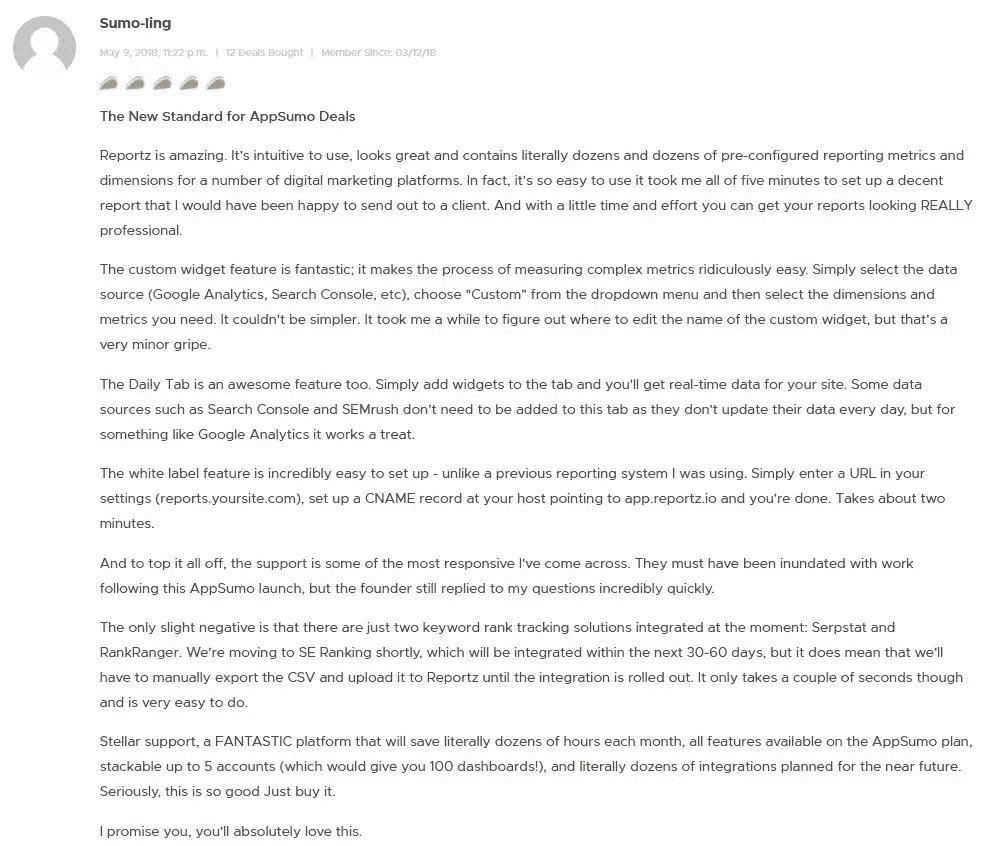 Sumo-ling
May 9, 2018, 11:22 p.m. | 12 Deals Bought | Member Since: 03/12/18
The New Standard for AppSumo Deals
Reportz is amazing. It's intuitive to use, looks great and contains literally dozens and dozens of pre-configured reporting metrics and
dimensions for a number of digital marketing platforms. In fact, it's so easy to use it took me all of five minutes to set up a decent
report that I would have been happy to send out to a client. And with a little time and effort you can get your reports looking REALLY
professional.
The custom widget feature is fantastic; it makes the process of measuring complex metrics ridiculously easy. Simply select the data
source (Google Analytics, Search Console, etc), choose "Custom" from the dropdown menu and then select the dimensions and
metrics you need. It couldn't be simpler. It took me a while to figure out where to edit the name of the custom widget, but that's a
very minor gripe.
The Daily Tab is an awesome feature too. Simply add widgets to the tab and you'll get real-time data for your site. Some data
sources such as Search Console and SEMrush don't need to be added to this tab as they don't update their data every day, but for
something like Google Analytics it works a treat.
The white label feature is incredibly easy to set up - unlike a previous reporting system I was using. Simply enter a URL in your
settings (reports.yoursite.com), set up a CNAME record at your host pointing to app.reportz.io and you're done. Takes about two
minutes.
And to top it all off, the support is some of the most responsive I've come across. They must have been inundated with work
following this AppSumo launch, but the founder still replied to my questions incredibly quickly.
The only slight negative is that there are just two keyword rank tracking solutions integrated at the moment: Serpstat and
RankRanger. We're moving to SE Ranking shortly, which will be integrated within the next 30-60 days, but it does mean that we'll
have to manually export the CSV and upload it to Reportz until the integration is rolled out. It only takes a couple of seconds though
and is very easy to do.
Stellar support, a FANTASTIC platform that will save literally dozens of hours each month, all features available on the AppSumo plan,
stackable up to 5 accounts (which would give you 100 dashboards!), and literally dozens of integrations planned for the near future.
Seriously, this is so good Just buy it.
I promise you, you'll absolutely love this.